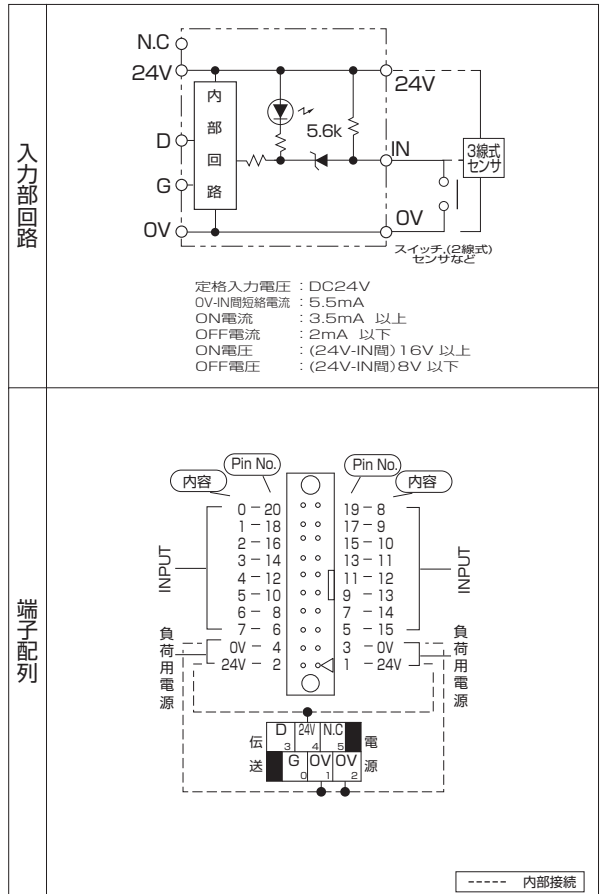 入力部回路
N.C
24V
24V
内部回路
5.6k
D
IN
3線式
センサ
G
0V
0V
スイッチ,(2線式)
センサなど
定格入力電圧 : DC24V
0V-IN間短絡電流 : 5.5mA
ON電流 : 3.5mA 以上
OFF電流 : 2mA 以下
ON電圧 : (24V-IN間)16V 以上
OFF電圧 : (24V-IN間)8V 以下
端子配列
Pin No. Pin No.
内容 内容
0 - 20 19 - 8
1 - 18 17 - 9
2 - 16 15 - 10
3 - 14 13 - 11
4 - 12 11 - 12
5 - 10 9 - 13
6 - 8 7 - 14
7 - 6 5 - 15
0V - 4 3 - 0V
24V - 2 1 - 24V
INPUT INPUT
負荷用電源 負荷用電源
伝送 電源
D 3 24V 4 N.C 5
G 0 0V 1 0V 2
----- 内部接続